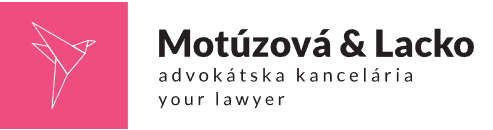 Motúzová & Lacko
advokátska kancelária
your lawyer